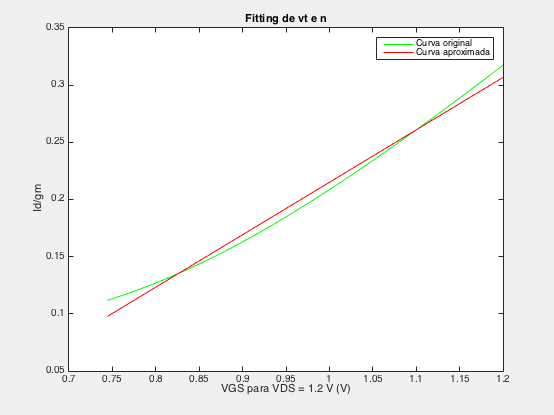 Fitting de vt e n
Curva original
Curva aproximada
Id/gm
0.35
0.3
0.25
0.2
0.15
0.1
0.05
0.7 0.75 0.8 0.85 0.9 0.95 1 1.05 1.1 1.15 1.2
VGS para VDS = 1.2 V (V)